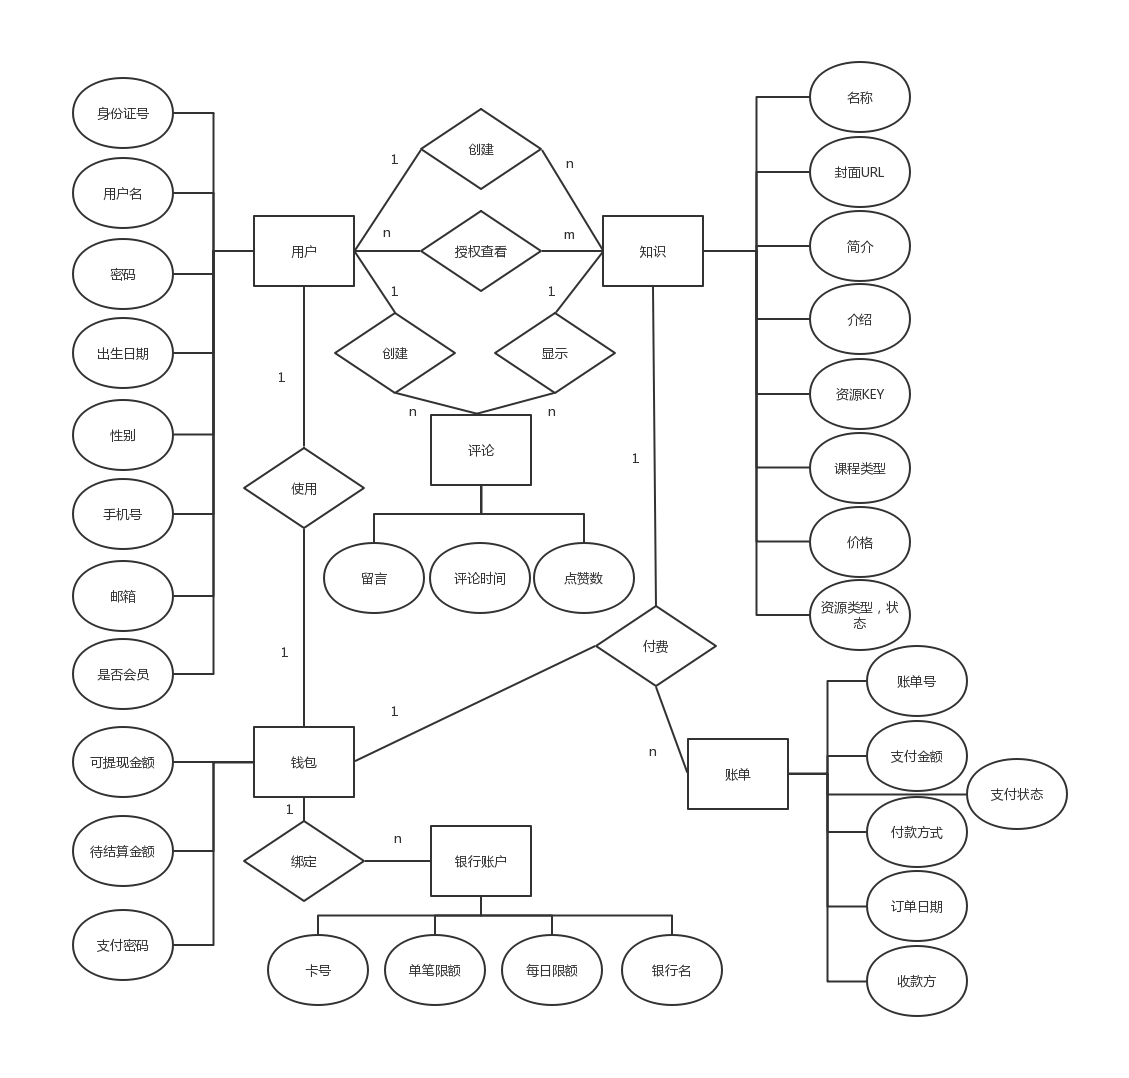 身份证号
用户名
密码
出生日期
性别
手机号
邮箱
是否会员
用户
1
创建
n
n
授权查看
m
1
创建
n
1
显示
n
知识
评论
留言
评论时间
点赞数
名称
封面URL
简介
介绍
资源KEY
课程类型
价格
资源类型，状
态
1
使用
1
1
付费
1
n
可提现金额
待结算金额
支付密码
钱包
1
绑定
n
银行账户
卡号
单笔限额
每日限额
银行名
账单
账单号
支付金额
支付状态
付款方式
订单日期
收款方